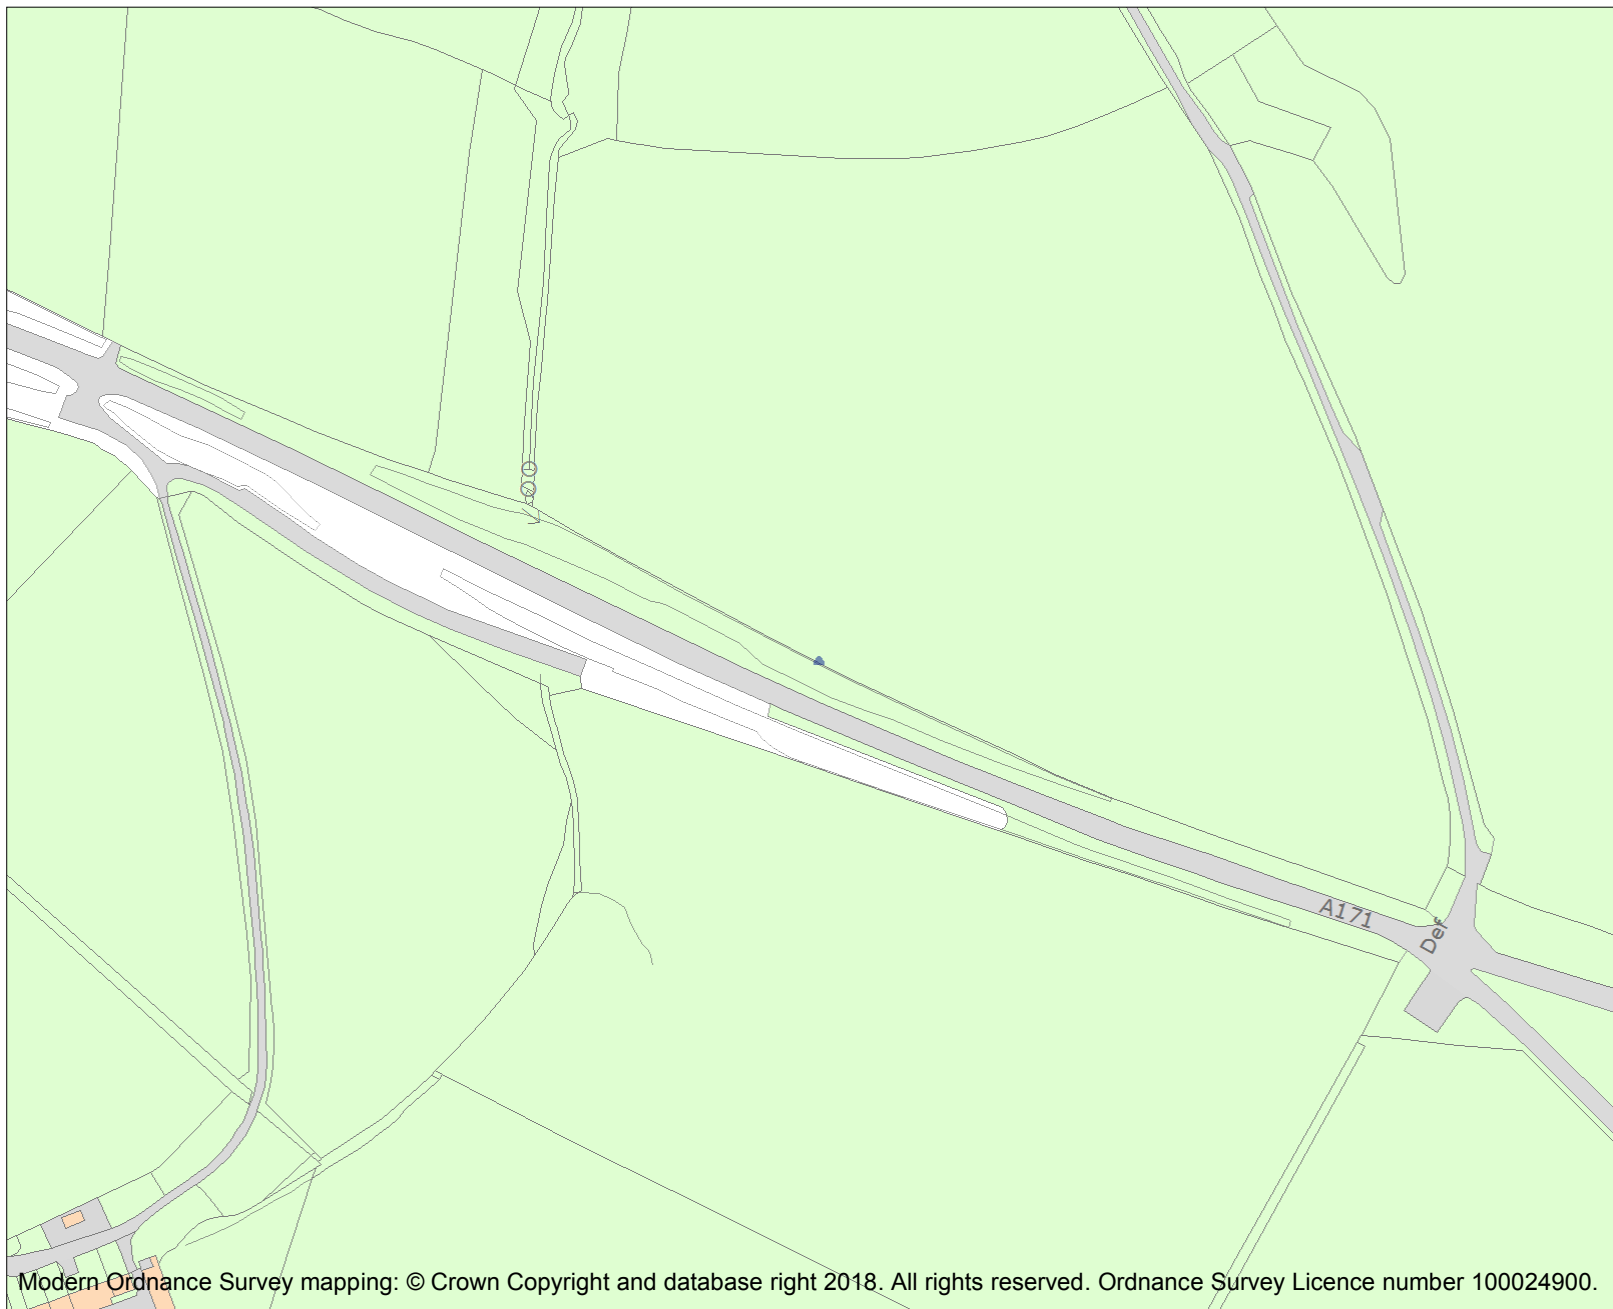 A171
Def
Modern Ordnance Survey mapping: © Crown Copyright and database right 2018. All rights reserved. Ordnance Survey Licence number 100024900.